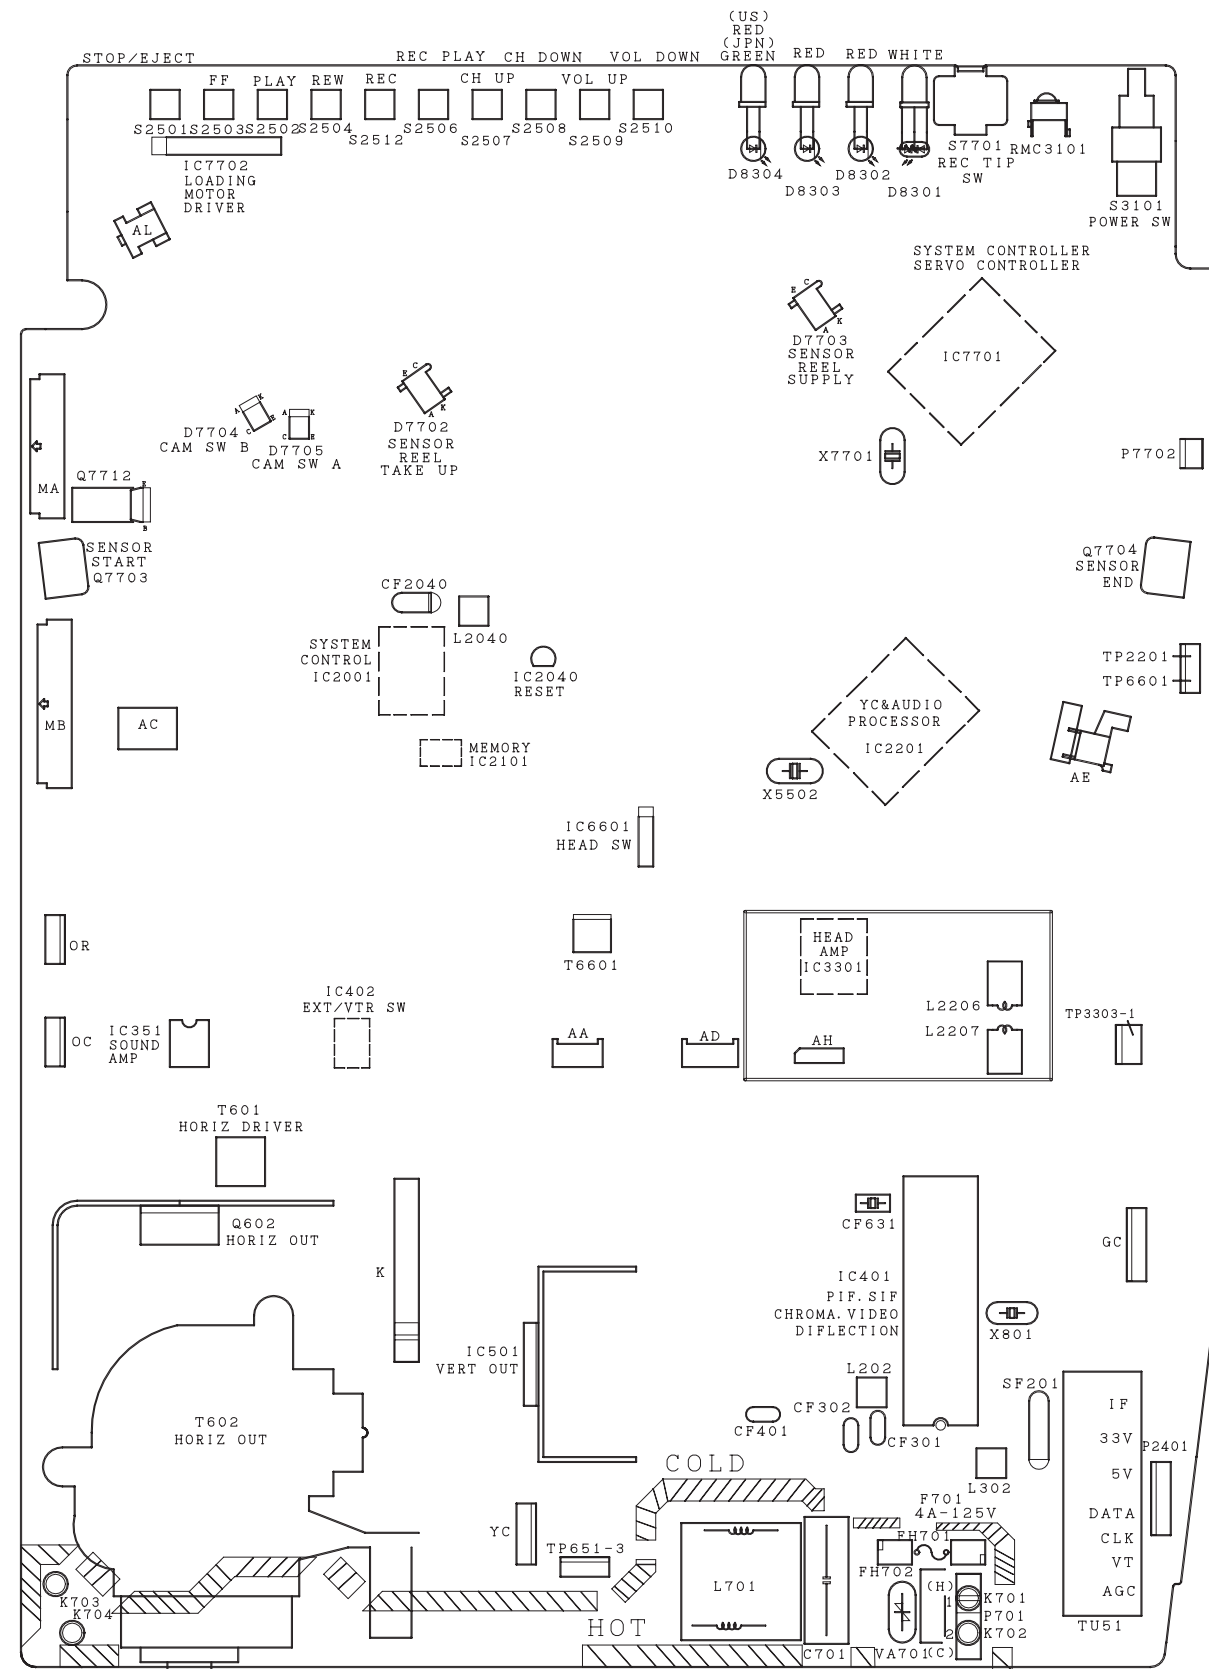 (US)
RED
(JPN)
GREEN
RED
RED
WHITE
STOP/EJECT
REC PLAY
CH DOWN
VOL DOWN
FF
PLAY
REW
REC
CH UP
VOL UP
S2501
S2503
S2502
S2504
S2512
S2506
S2507
S2508
S2509
S2510
S7701
REC TIP
SW
RMC3101
D8304
D8303
D8302
D8301
S3101
POWER SW
IC7702
LOADING
MOTOR
DRIVER
AL
SYSTEM CONTROLLER
SERVO CONTROLLER
IC7701
E
C
K
A
D7703
SENSOR
REEL
SUPPLY
E
C
K
A
D7702
SENSOR
REEL
TAKE UP
A
K
C
E
D7704
CAM SW B
A
K
C
E
D7705
CAM SW A
X7701
P7702
MA
Q7712
E
B
SENSOR
START
Q7703
Q7704
SENSOR
END
CF2040
L2040
SYSTEM
CONTROL
IC2001
IC2040
RESET
TP2201
TP6601
MB
AC
YC&AUDIO
PROCESSOR
IC2201
MEMORY
IC2101
X5502
AE
IC6601
HEAD SW
OR
T6601
HEAD
AMP
IC3301
L2206
L2207
TP3303-1
IC402
EXT/VTR SW
OC
IC351
SOUND
AMP
AA
AD
AH
T601
HORIZ DRIVER
Q602
HORIZ OUT
CF631
GC
K
IC401
PIF.SIF
CHROMA.VIDEO
DIFLECTION
X801
IC501
VERT OUT
L202
SF201
T602
HORIZ OUT
CF401
CF302
CF301
IF
33V
5V
DATA
CLK
VT
AGC
TU51
P2401
L302
COLD
F701
4A-125V
FH701
YC
TP651-3
FH702
L701
K703
K704
(H)
1
K701
P701
2
K702
HOT
C701
VA701
(C)